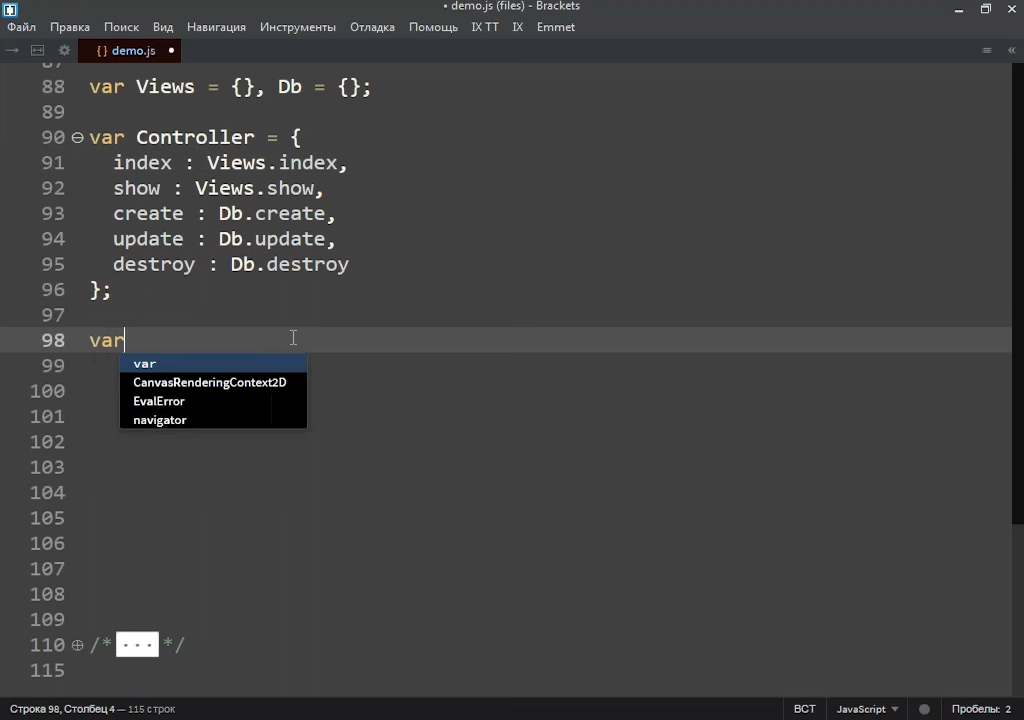 • demo.js (files) - Brackets
Файл Правка Поиск Вид Навигация Инструменты Отладка Помощь IX TT IX Emmet
{} demo.js •
87
88 var Views = {}, Db = {};
89
90 var Controller = {
91 index : Views.index,
92 show : Views.show,
93 create : Db.create,
94 update : Db.update,
95 destroy : Db.destroy
96 };
97
98 var
99 var
100 CanvasRenderingContext2D
101 EvalError
navigator
102
103
104
105
106
107
108
109
110 /*...*/
115
Строка 98, Столбец 4 — 115 строк ВСТ JavaScript Пробелы: 2